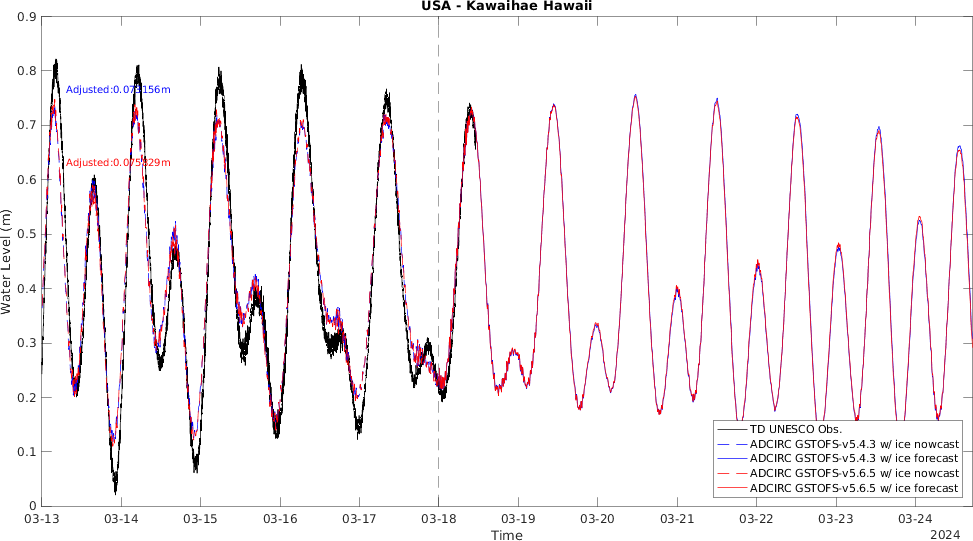 USA - Kawaihae Hawaii
0.9
0.8
0.7
0.6
0.5
0.4
0.3
0.2
0.1
0
Water Level (m)
Adjusted:
Adjusted:
TD UNESCO Obs.
ADCIRC GSTOFS-v5.4.3 w/ ice nowcast
ADCIRC GSTOFS-v5.4.3 w/ ice forecast
ADCIRC GSTOFS-v5.6.5 w/ ice nowcast
ADCIRC GSTOFS-v5.6.5 w/ ice forecast
03-13 03-14 03-15 03-16 03-17 03-18 03-19 03-20 03-21 03-22 03-23 03-24
Time
2024